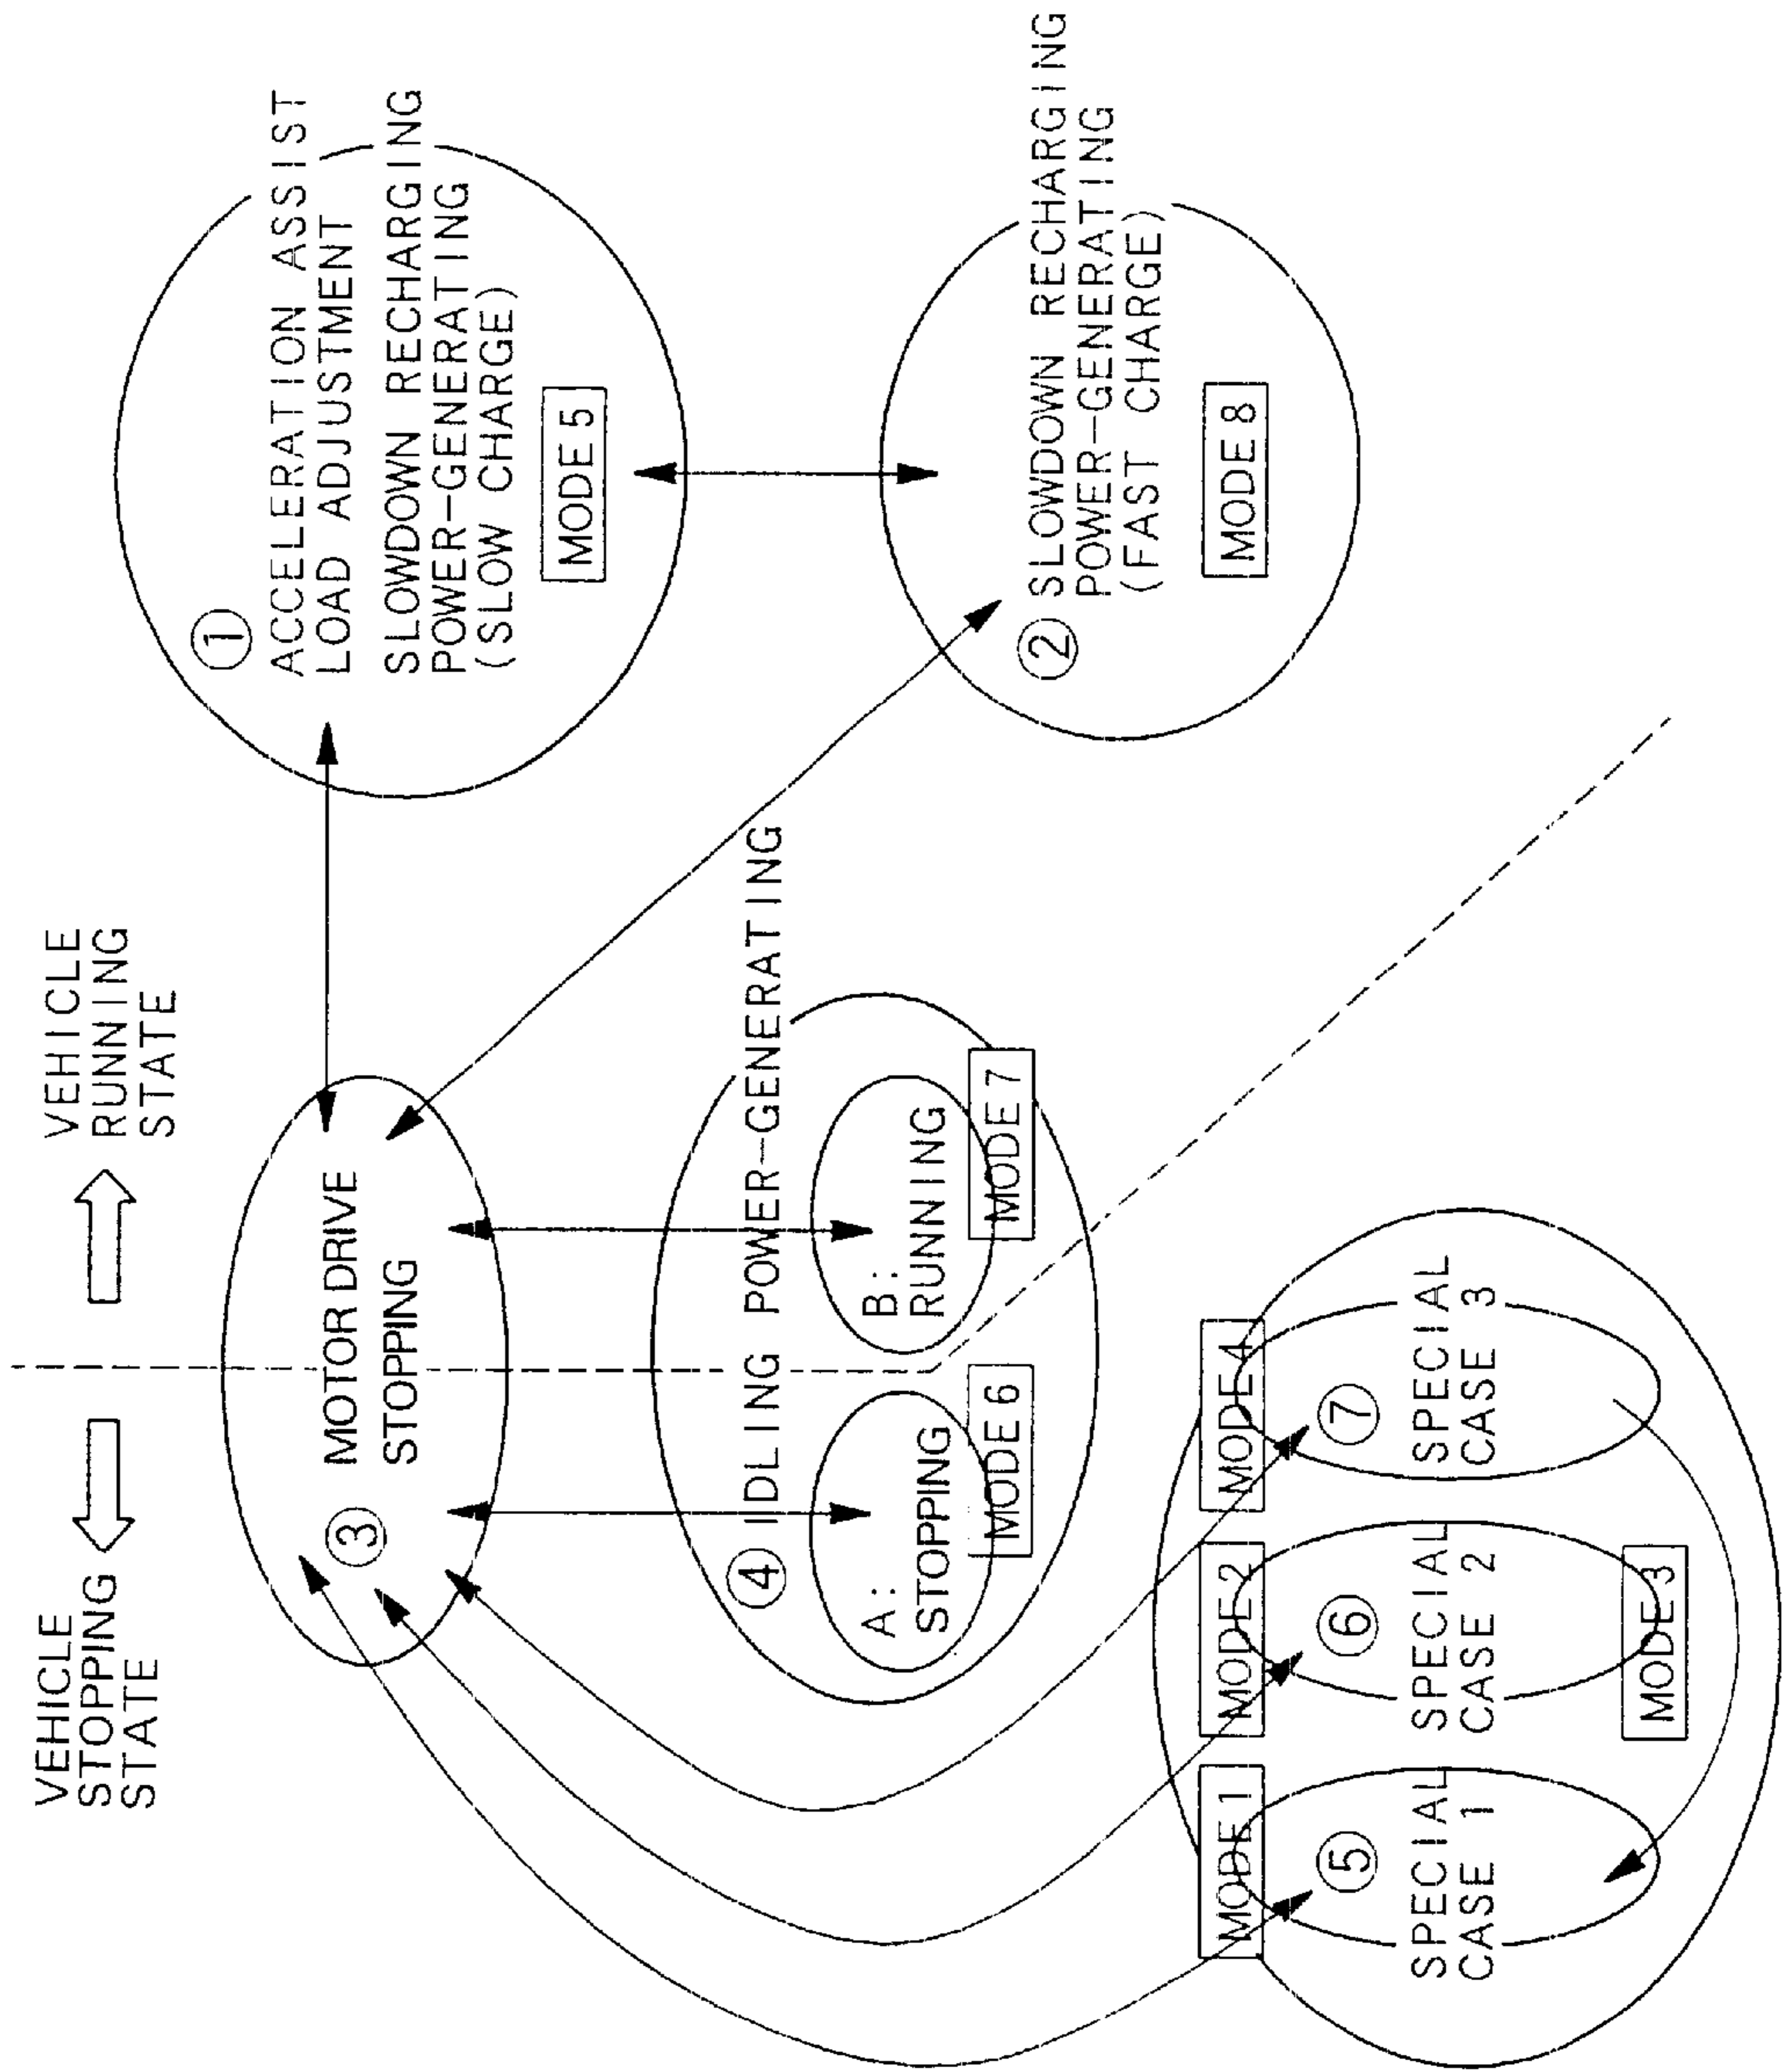 VEHICLE
STOPPING
STATE
VEHICLE
RUNNING
STATE
③
MOTOR DRIVE
STOPPING
①
ACCELERATION ASSIST
LOAD ADJUSTMENT
SLOWDOWN RECHARGING
POWER-GENERATING
(SLOW CHARGE)
MODE 5
④ IDLING POWER-GENERATING
A:
STOPPING
MODE 6
B:
RUNNING
MODE 7
② SLOWDOWN RECHARGING
POWER-GENERATING
(FAST CHARGE)
MODE 8
MODE 1
⑤
SPECIAL
CASE 1
MODE 2
⑥
SPECIAL
CASE 2
MODE 3
MODE 4
⑦
SPECIAL
CASE 3